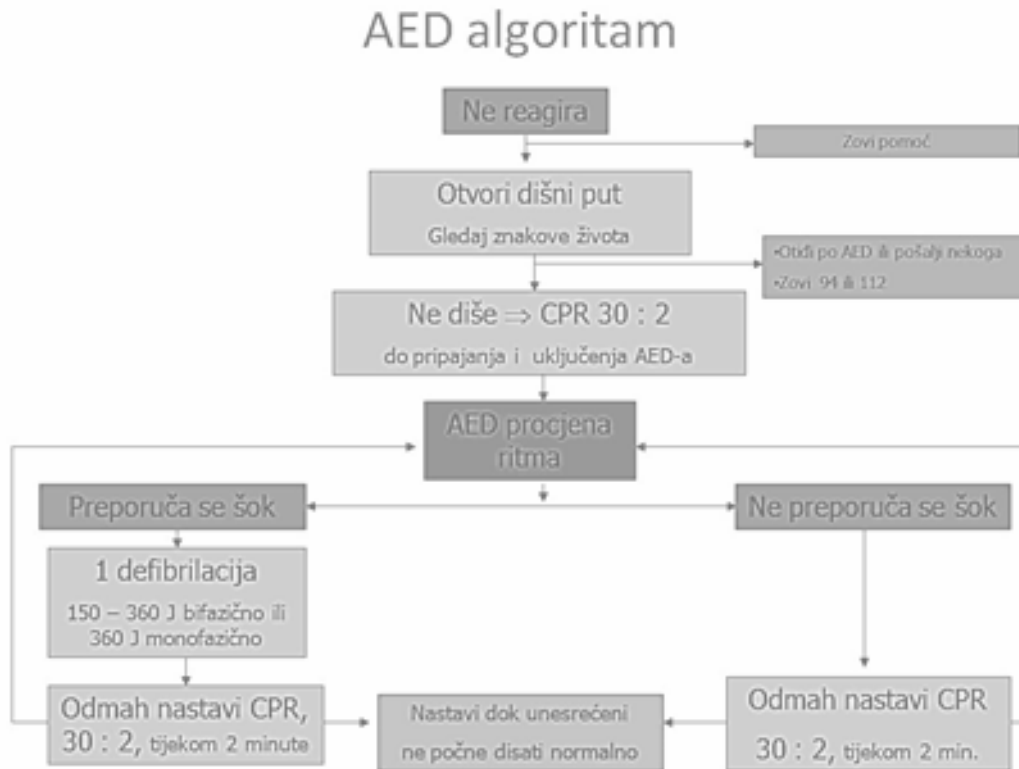 AED algoritam
Ne reagira
Zovi pomoč
Otvori dišni put
Gledaj znakove života
•Otiđi po AED ili pošalji nekoga
•Zovi 94 ili 112
Ne diše ⇒ CPR 30 : 2
do pripajanja i uključenja AED-a
AED procjena
ritma
Preporuča se šok
Ne preporuča se šok
1 defibrilacija
150 – 360 J bifazično ili
360 J monofazično
Odmah nastavi CPR,
30 : 2, tijekom 2 minute
Nastavi dok unesrećeni
ne počne disati normalno
Odmah nastavi CPR
30 : 2, tijekom 2 min.